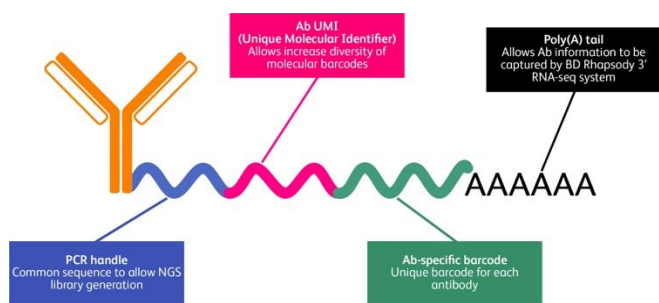 Ab UMI
(Unique Molecular Identifier)
Allows increase diversity of
molecular barcodes
Poly(A) tail
Allows Ab information to be
captured by BD Rhapsody 3'
RNA-seq system
AAAAAA
PCR handle
Common sequence to allow NGS
library generation
Ab-specific barcode
Unique barcode for each
antibody